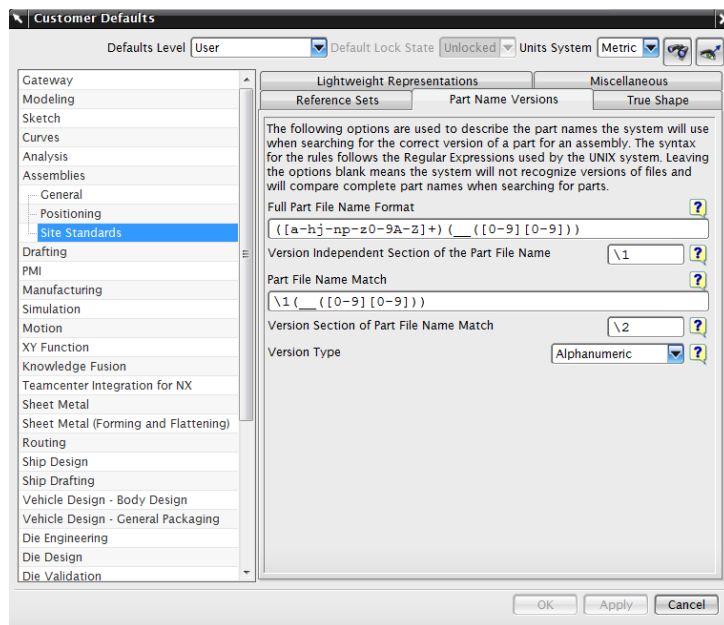 Customer Defaults
Defaults Level User Default Lock State Unlocked Units System Metric
Gateway
Modeling
Sketch
Curves
Analysis
Assemblies
General
Positioning
Site Standards
Drafting
PMI
Manufacturing
Simulation
Motion
XY Function
Knowledge Fusion
Teamcenter Integration for NX
Sheet Metal
Sheet Metal (Forming and Flattening)
Routing
Ship Design
Ship Drafting
Vehicle Design - Body Design
Vehicle Design - General Packaging
Die Engineering
Die Design
Die Validation
Lightweight Representations Miscellaneous
Reference Sets Part Name Versions True Shape
The following options are used to describe the part names the system will use
when searching for the correct version of a part for an assembly. The syntax
for the rules follows the Regular Expressions used by the UNIX system. Leaving
the options blank means the system will not recognize versions of files and
will compare complete part names when searching for parts.
Full Part File Name Format ?
([a-hj-np-z0-9A-Z]+)(__([0-9][0-9]))
Version Independent Section of the Part File Name \1 ?
Part File Name Match ?
\1(__([0-9][0-9]))
Version Section of Part File Name Match \2 ?
Version Type Alphanumeric ?
OK Apply Cancel